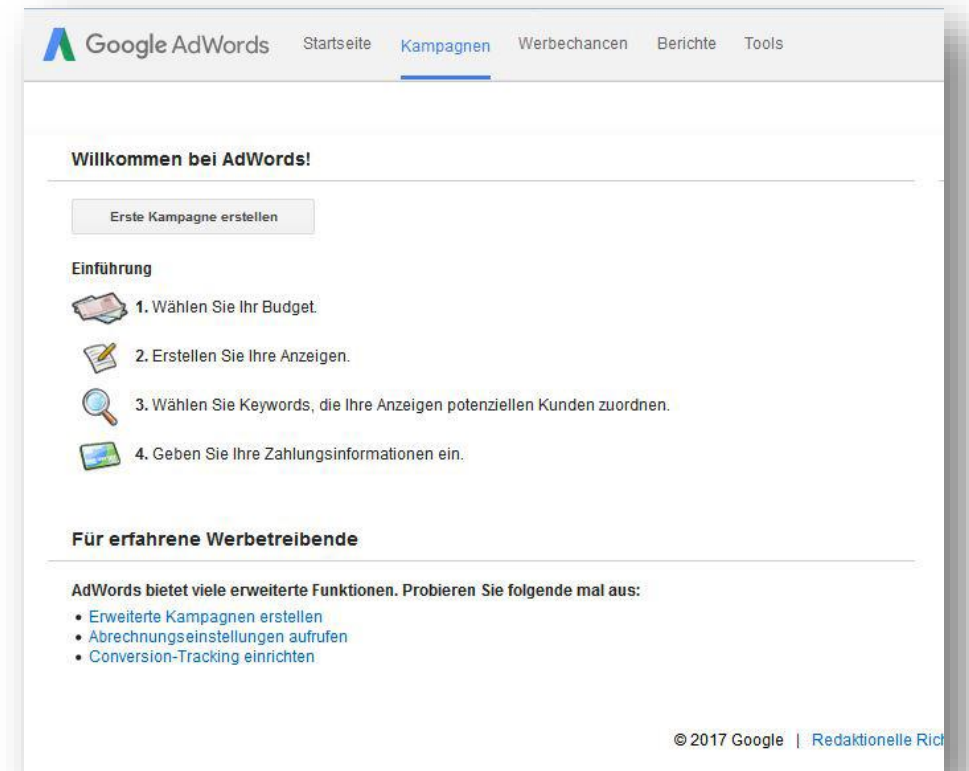 Google AdWords Startseite Kampagnen Werbechancen Berichte Tools
Willkommen bei AdWords!
Erste Kampagne erstellen
Einführung
1. Wählen Sie Ihr Budget.
2. Erstellen Sie Ihre Anzeigen.
3. Wählen Sie Keywords, die Ihre Anzeigen potenziellen Kunden zuordnen.
4. Geben Sie Ihre Zahlungsinformationen ein.
Für erfahrene Werbetreibende
AdWords bietet viele erweiterte Funktionen. Probieren Sie folgende mal aus:
• Erweiterte Kampagnen erstellen
• Abrechnungseinstellungen aufrufen
• Conversion-Tracking einrichten
© 2017 Google | Redaktionelle